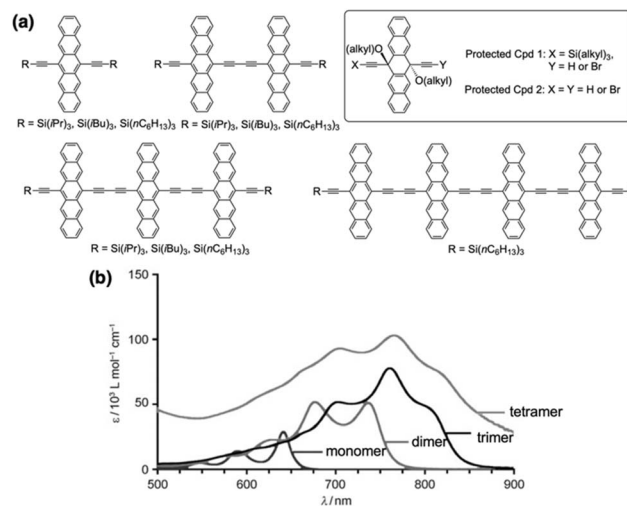 (a)
R
R
R
R
R = Si(iPr)₃, Si(iBu)₃, Si(nC₆H₁₃)₃
R = Si(iPr)₃, Si(iBu)₃, Si(nC₆H₁₃)₃
(alkyl)O
X
Y
O(alkyl)
Protected Cpd 1: X = Si(alkyl)₃,
Y = H or Br
Protected Cpd 2: X = Y = H or Br
R
R
R = Si(iPr)₃, Si(iBu)₃, Si(nC₆H₁₃)₃
R
R = Si(nC₆H₁₃)₃
(b)
150
100
50
0
ε / 10³ L mol⁻¹ cm⁻¹
tetramer
trimer
dimer
monomer
500
600
700
800
900
λ / nm